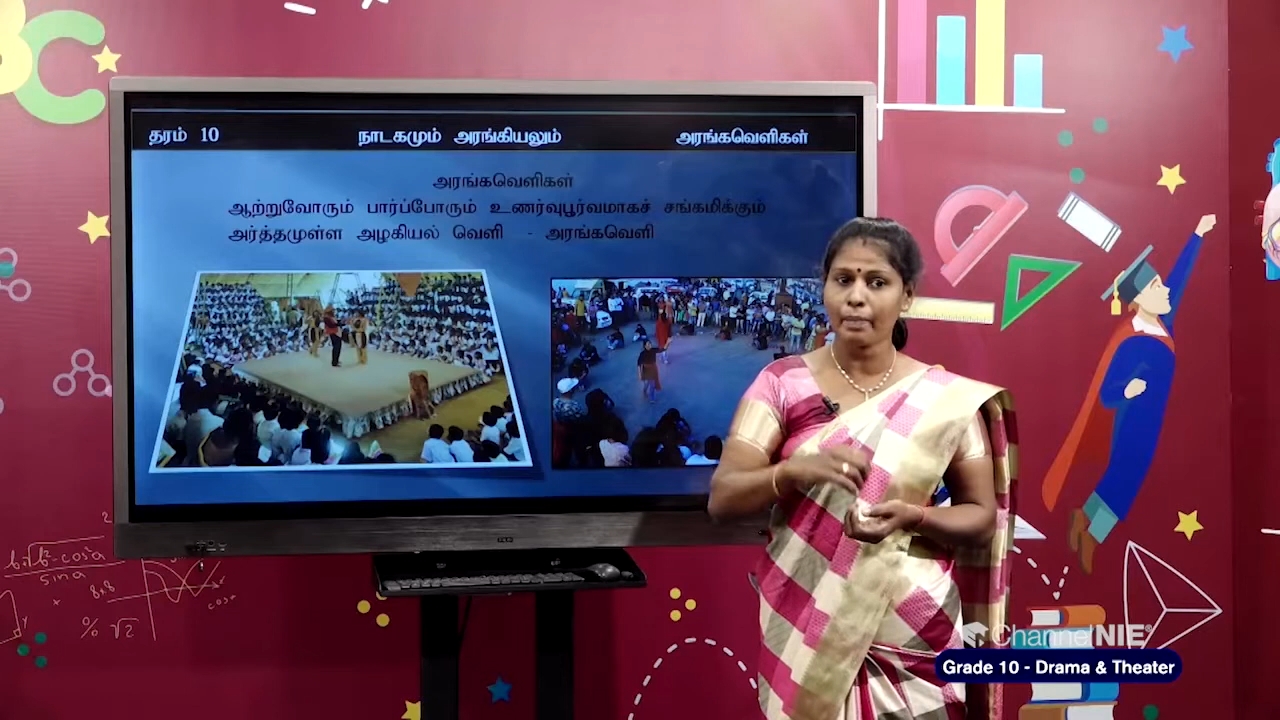 தரம் 10 நாடகமும் அரங்கியலும் அரங்கவெளிகள்
அரங்கவெளிகள்
ஆற்றுவோரும் பார்ப்போரும் உணர்வுபூர்வமாகச் சங்கமிக்கும்
அர்த்தமுள்ள அழகியல் வெளி - அரங்கவெளி
ChannelNIE
Grade 10 - Drama & Theater